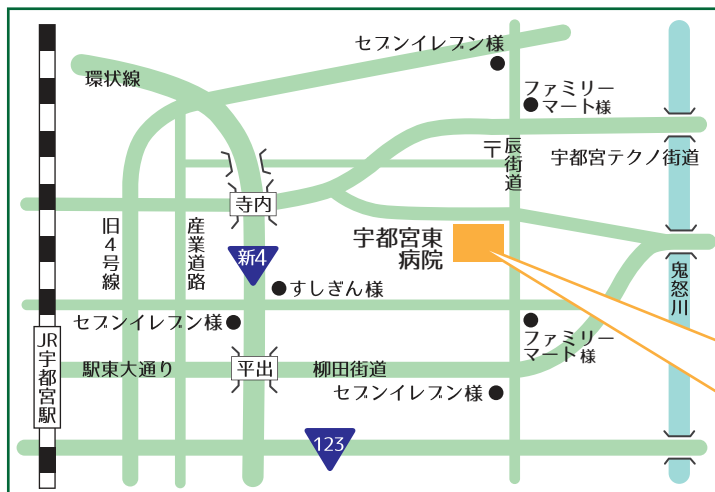 セブンイレブン様
環状線
ファミリー
マート様
〒
辰街道
宇都宮テクノ街道
寺内
旧4号線
産業道路
宇都宮東
病院
新4
鬼怒川
すしぎん様
セブンイレブン様
ファミリー
マート様
JR宇都宮駅
駅東大通り
平出
柳田街道
セブンイレブン様
123